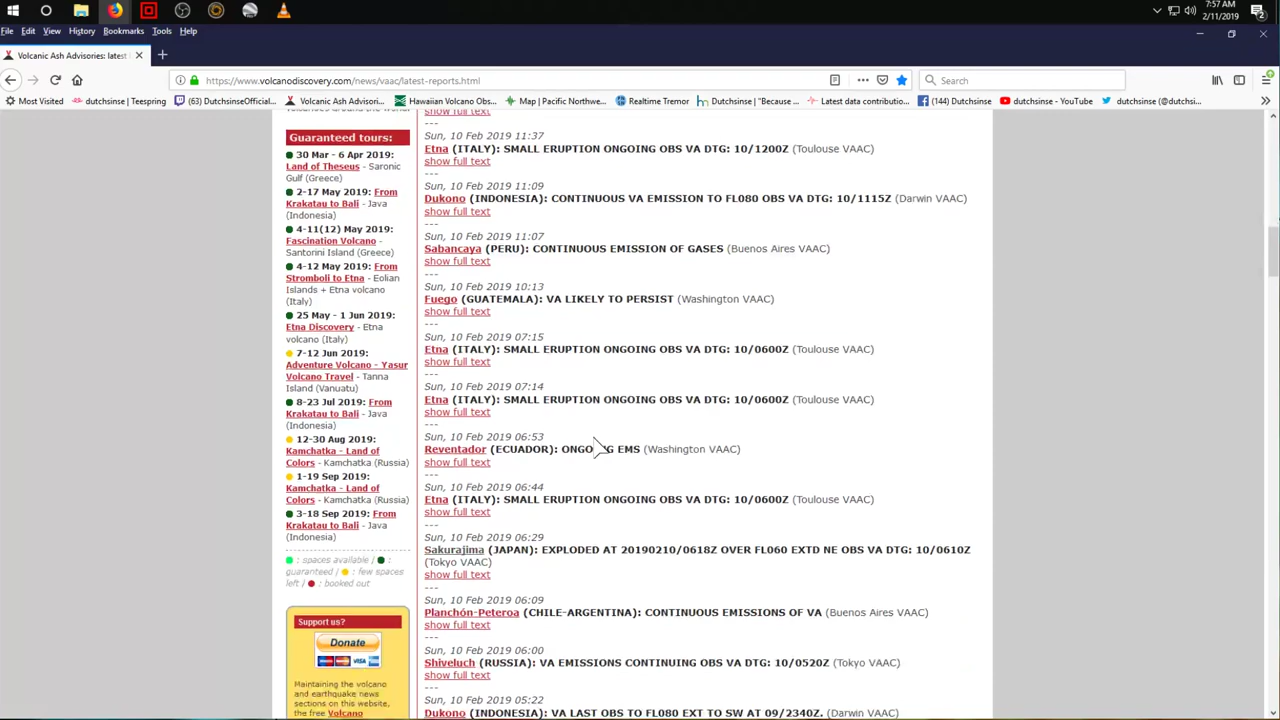 7:57 AM
2/11/2019
File Edit View History Bookmarks Tools Help
Volcanic Ash Advisories: latest
https://www.volcanodiscovery.com/news/vaac/latest-reports.html
Search
Most Visited
dutchsinse | Teespring
(63) DutchsinseOfficial...
Volcanic Ash Advisori...
Hawaiian Volcano Obs...
Map | Pacific Northwe...
Realtime Tremor
Dutchsinse | "Because ...
Latest data contributio...
(144) Dutchsinse
dutchsinse - YouTube
dutchsinse (@dutchsi...
Guaranteed tours:
30 Mar - 6 Apr 2019:
Land of Theseus - Saronic
Gulf (Greece)
2-17 May 2019: From
Krakatau to Bali - Java
(Indonesia)
4-11(12) May 2019:
Fascination Volcano -
Santorini Island (Greece)
4-12 May 2019: From
Stromboli to Etna - Eolian
Islands + Etna volcano
(Italy)
25 May - 1 Jun 2019:
Etna Discovery - Etna
volcano (Italy)
7-12 Jun 2019:
Adventure Volcano - Yasur
Volcano Travel - Tanna
Island (Vanuatu)
8-23 Jul 2019: From
Krakatau to Bali - Java
(Indonesia)
12-30 Aug 2019:
Kamchatka - Land of
Colors - Kamchatka (Russia)
1-19 Sep 2019:
Kamchatka - Land of
Colors - Kamchatka (Russia)
3-18 Sep 2019: From
Krakatau to Bali - Java
(Indonesia)
: spaces available / :
guaranteed / : few spaces
left / : booked out
Support us?
Donate
Maintaining the volcano
and earthquake news
sections on this website,
the free Volcano
show full text
---
Sun, 10 Feb 2019 11:37
Etna (ITALY): SMALL ERUPTION ONGOING OBS VA DTG: 10/1200Z (Toulouse VAAC)
show full text
---
Sun, 10 Feb 2019 11:09
Dukono (INDONESIA): CONTINUOUS VA EMISSION TO FL080 OBS VA DTG: 10/1115Z (Darwin VAAC)
show full text
---
Sun, 10 Feb 2019 11:07
Sabancaya (PERU): CONTINUOUS EMISSION OF GASES (Buenos Aires VAAC)
show full text
---
Sun, 10 Feb 2019 10:13
Fuego (GUATEMALA): VA LIKELY TO PERSIST (Washington VAAC)
show full text
---
Sun, 10 Feb 2019 07:15
Etna (ITALY): SMALL ERUPTION ONGOING OBS VA DTG: 10/0600Z (Toulouse VAAC)
show full text
---
Sun, 10 Feb 2019 07:14
Etna (ITALY): SMALL ERUPTION ONGOING OBS VA DTG: 10/0600Z (Toulouse VAAC)
show full text
---
Sun, 10 Feb 2019 06:53
Reventador (ECUADOR): ONGOING EMS (Washington VAAC)
show full text
---
Sun, 10 Feb 2019 06:44
Etna (ITALY): SMALL ERUPTION ONGOING OBS VA DTG: 10/0600Z (Toulouse VAAC)
show full text
---
Sun, 10 Feb 2019 06:29
Sakurajima (JAPAN): EXPLODED AT 20190210/0618Z OVER FL060 EXTD NE OBS VA DTG: 10/0610Z
(Tokyo VAAC)
show full text
---
Sun, 10 Feb 2019 06:09
Planchón-Peteroa (CHILE-ARGENTINA): CONTINUOUS EMISSIONS OF VA (Buenos Aires VAAC)
show full text
---
Sun, 10 Feb 2019 06:00
Shiveluch (RUSSIA): VA EMISSIONS CONTINUING OBS VA DTG: 10/0520Z (Tokyo VAAC)
show full text
---
Sun, 10 Feb 2019 05:22
Dukono (INDONESIA): VA LAST OBS TO FL080 EXT TO SW AT 09/2340Z. (Darwin VAAC)